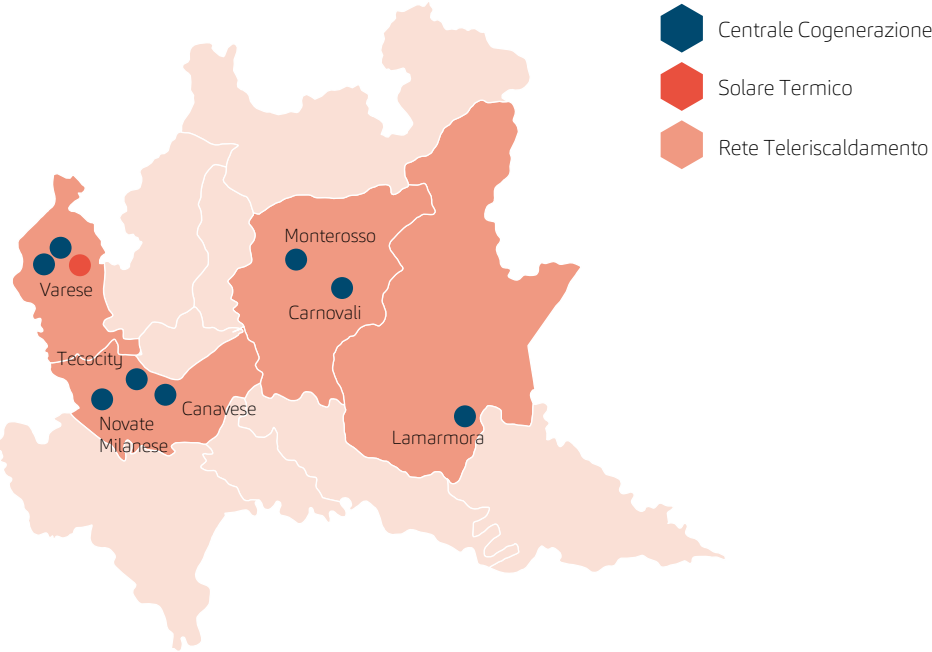 Centrale Cogenerazione
Solare Termico
Rete Teleriscaldamento
Monterosso
Carnovali
Varese
Tecocity
Canavese
Novate
Milanese
Lamarmora